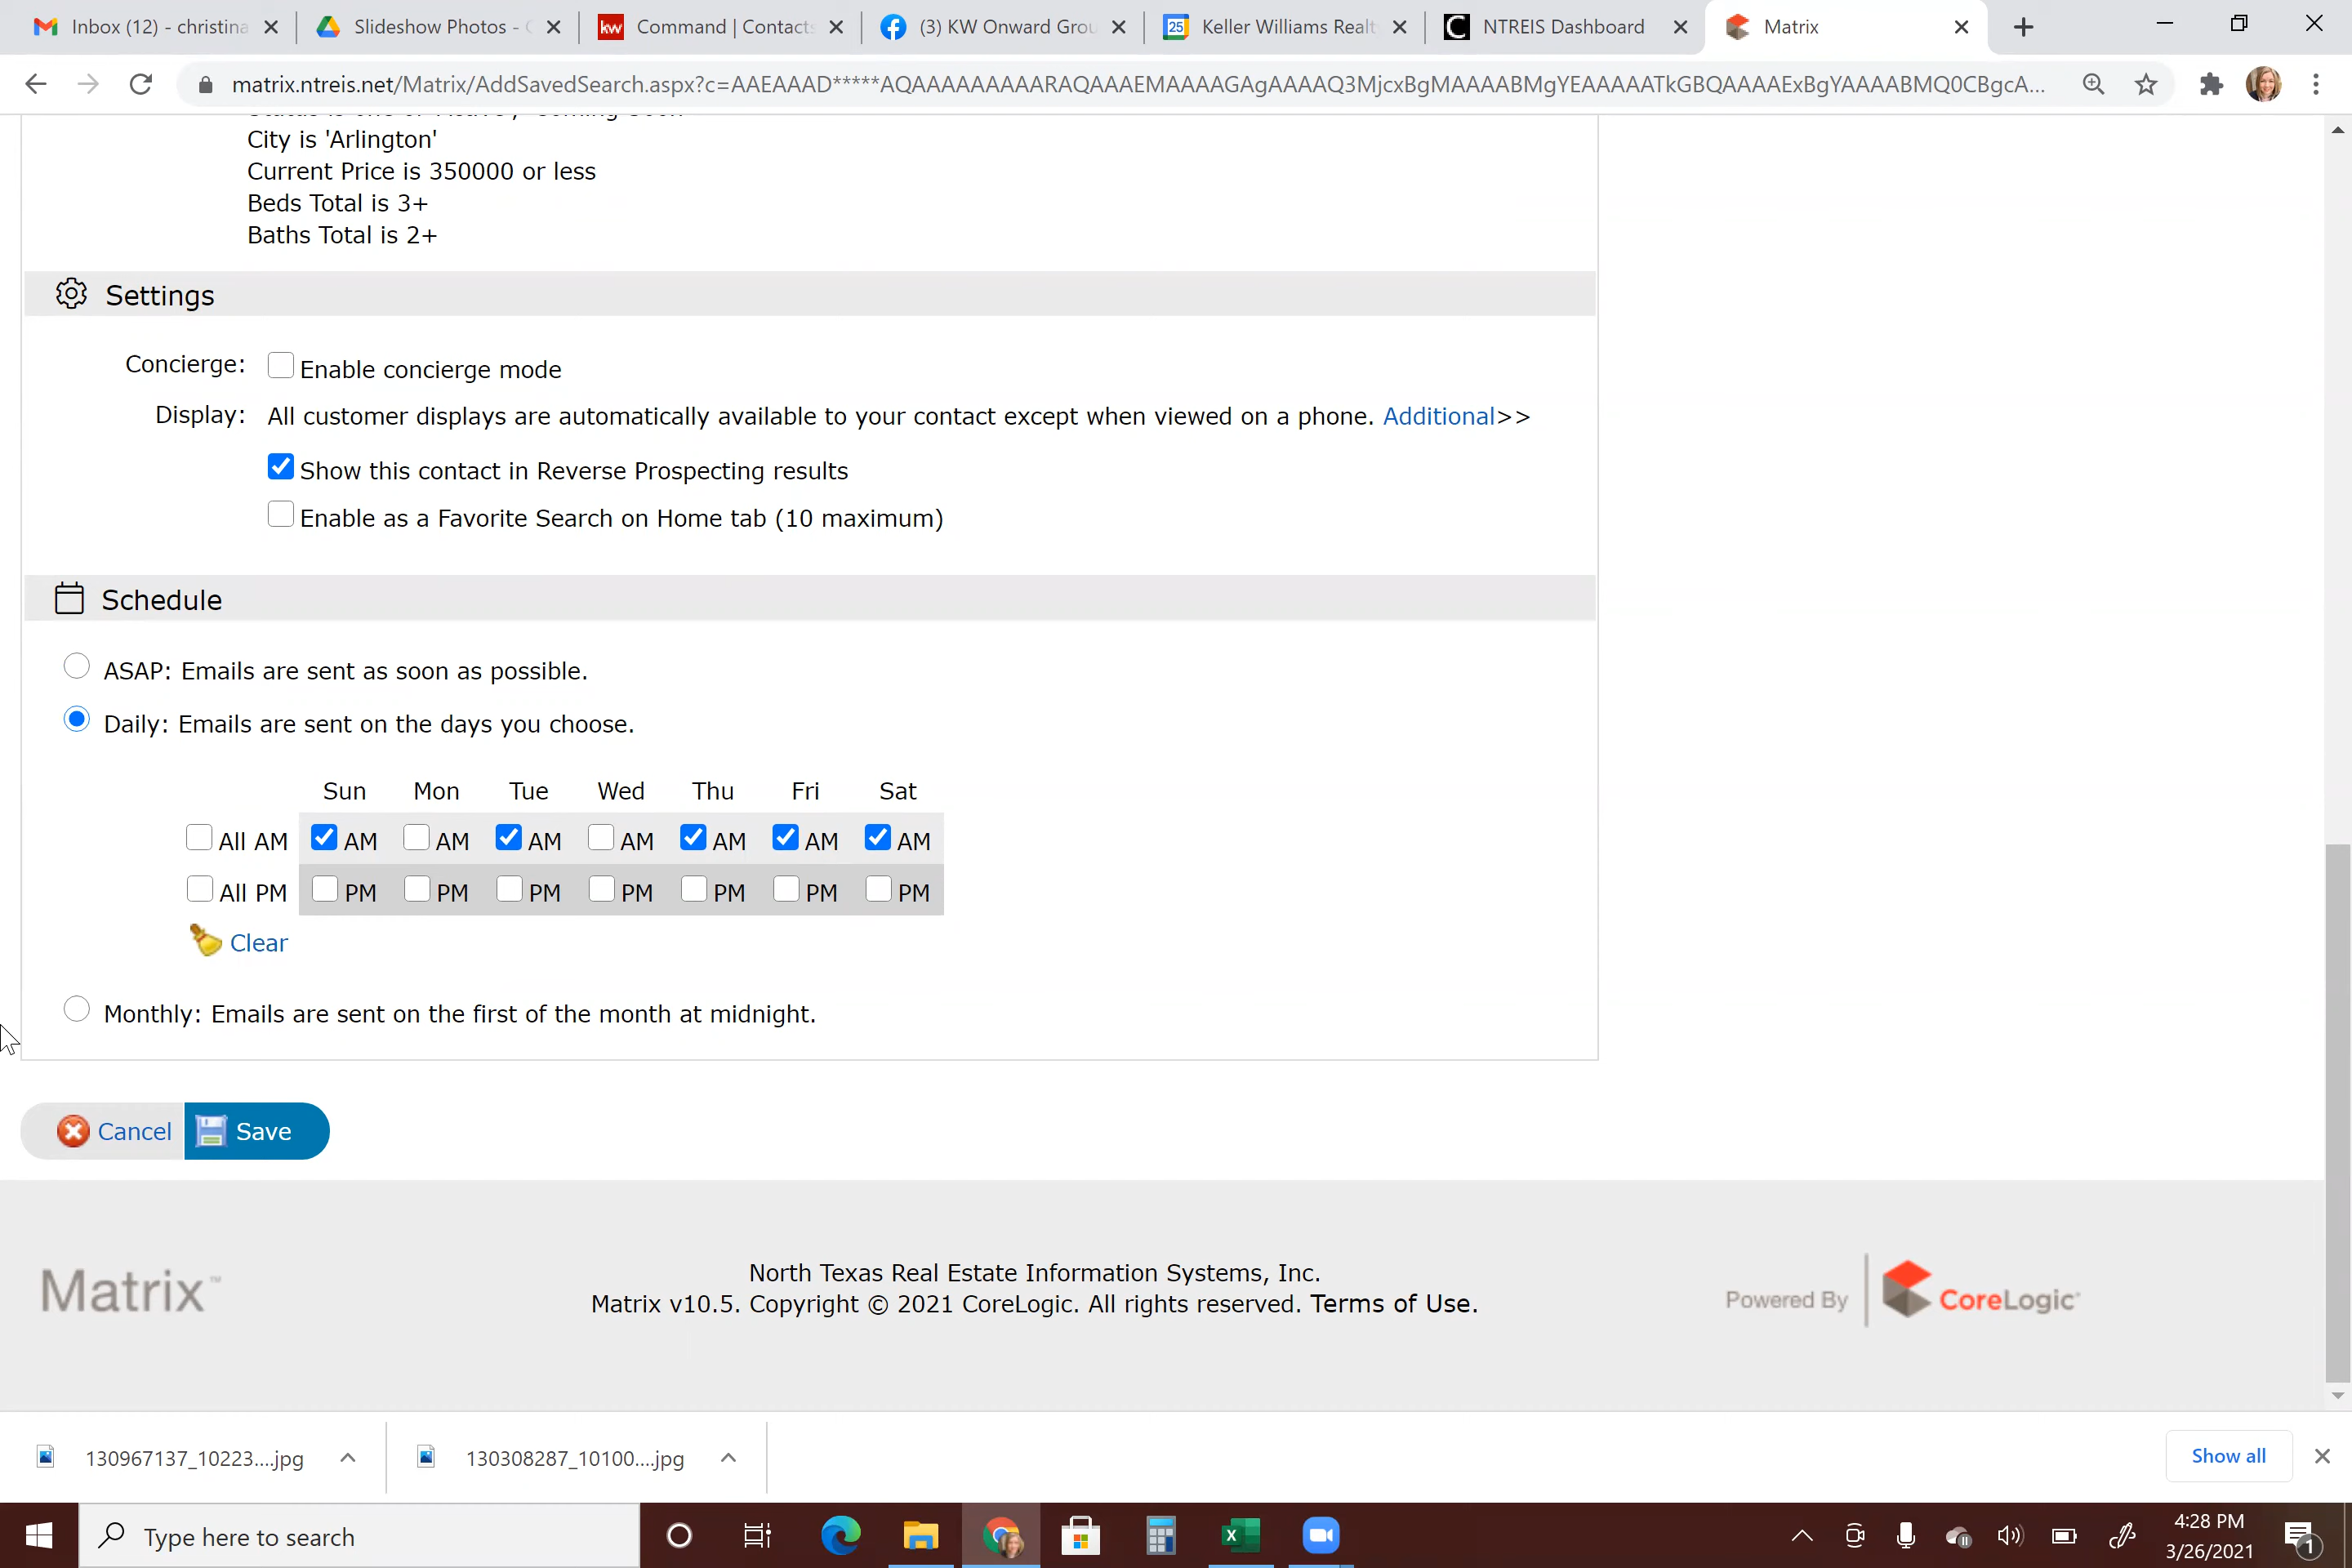 Inbox (12) - christina
Slideshow Photos -
kw Command | Contacts
(3) KW Onward Grou
25 Keller Williams Realt
C NTREIS Dashboard
Matrix
matrix.ntreis.net/Matrix/AddSavedSearch.aspx?c=AAEAAAD*****AQAAAAAAAAARAQAAAEMAAAAGAgAAAAQ3MjcxBgMAAAABMgYEAAAAATkGBQAAAAExBgYAAAABMQ0CBgcA...
City is 'Arlington'
Current Price is 350000 or less
Beds Total is 3+
Baths Total is 2+
Settings
Concierge: Enable concierge mode
Display: All customer displays are automatically available to your contact except when viewed on a phone. Additional>>
Show this contact in Reverse Prospecting results
Enable as a Favorite Search on Home tab (10 maximum)
Schedule
ASAP: Emails are sent as soon as possible.
Daily: Emails are sent on the days you choose.
Sun Mon Tue Wed Thu Fri Sat
All AM AM AM AM AM AM AM AM
All PM PM PM PM PM PM PM PM
Clear
Monthly: Emails are sent on the first of the month at midnight.
Cancel Save
Matrix™
North Texas Real Estate Information Systems, Inc.
Matrix v10.5. Copyright © 2021 CoreLogic. All rights reserved. Terms of Use.
Powered By CoreLogic
130967137_10223....jpg
130308287_10100....jpg
Show all
Type here to search
4:28 PM
3/26/2021
1